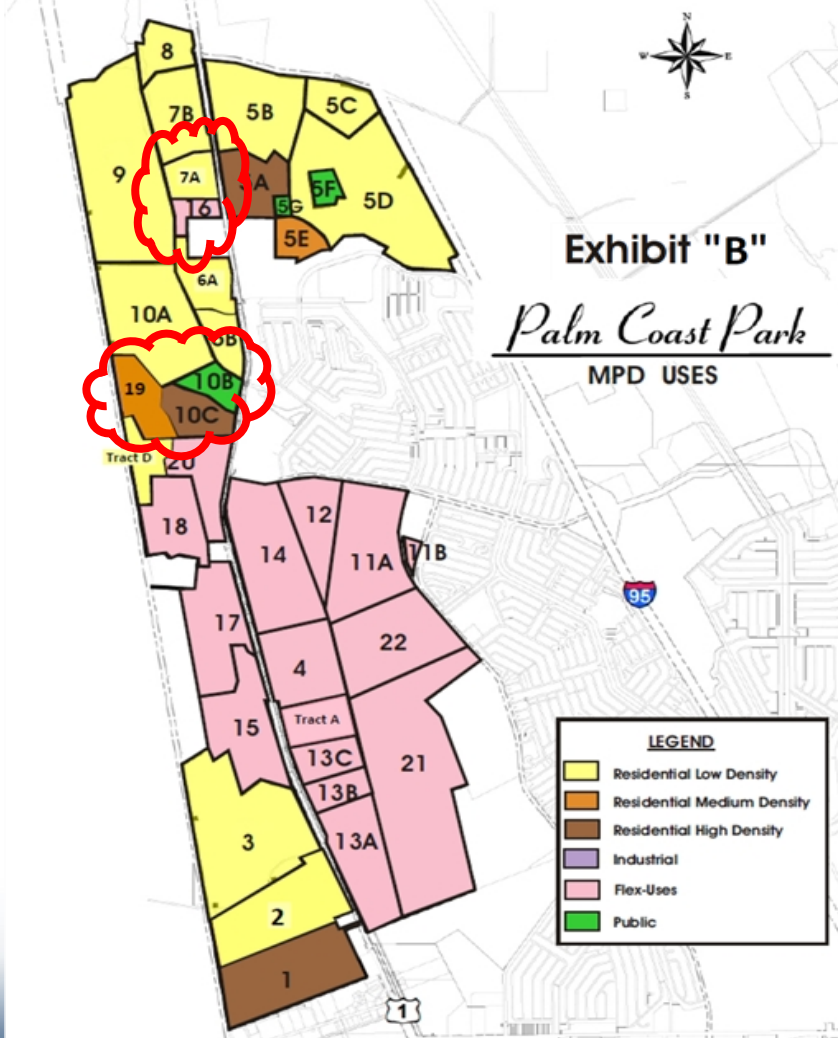 N
W E
S
8
7B
5B
5C
9
7A
5A
5F
5D
16
5G
5E
Exhibit "B"
6A
Palm Coast Park
10A
MPD USES
6B
19
10B
10C
Tract D
20
12
18
14
11A
11B
95
17
22
4
Tract A
15
13C
21
13B
LEGEND
Residential Low Density
Residential Medium Density
Residential High Density
Industrial
Flex-Uses
Public
3
13A
2
1
1